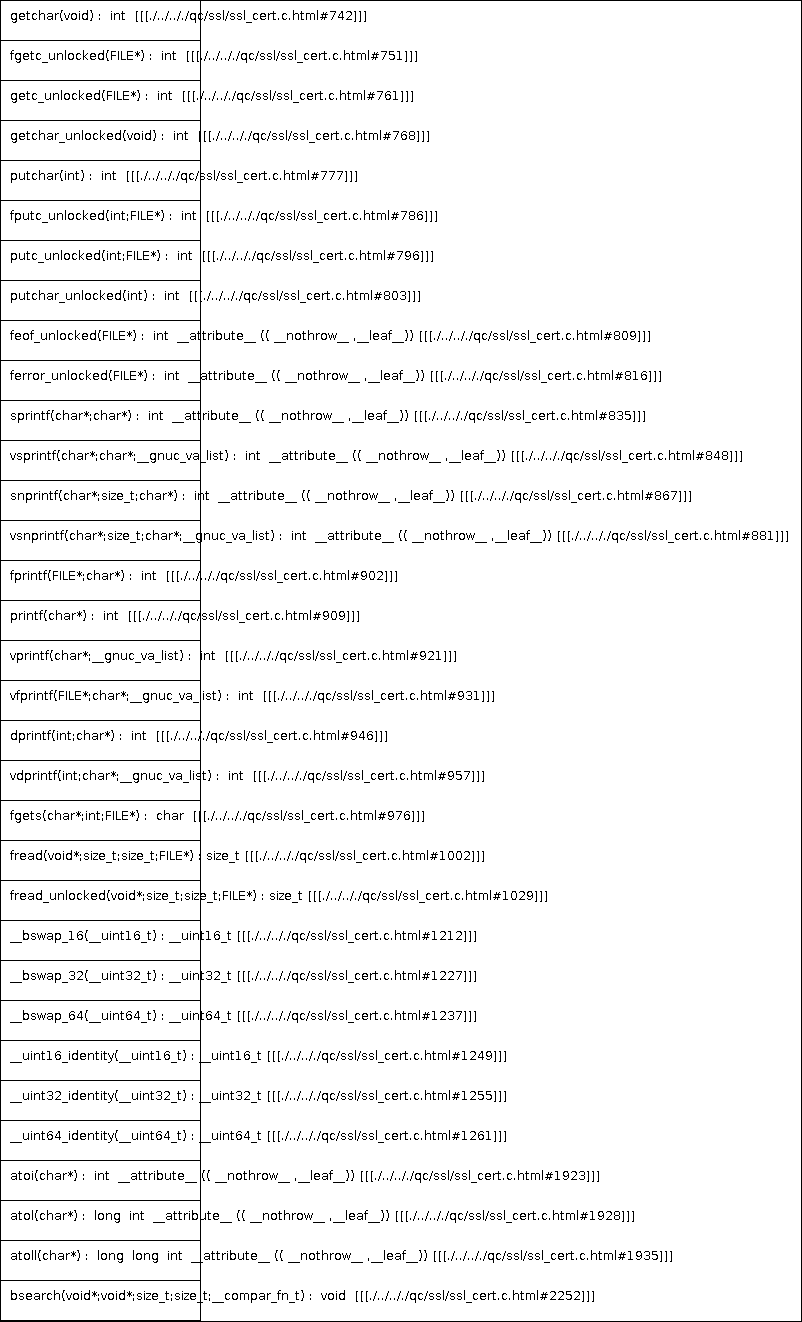 getchar(void) : int [[[./../.././qc/ssl/ssl_cert.c.html#742]]]
fgetc_unlocked(FILE*) : int [[[./../.././qc/ssl/ssl_cert.c.html#751]]]
getc_unlocked(FILE*) : int [[[./../.././qc/ssl/ssl_cert.c.html#761]]]
getchar_unlocked(void) : int [[[./../.././qc/ssl/ssl_cert.c.html#768]]]
putchar(int) : int [[[./../.././qc/ssl/ssl_cert.c.html#777]]]
fputc_unlocked(int;FILE*) : int [[[./../.././qc/ssl/ssl_cert.c.html#786]]]
putc_unlocked(int;FILE*) : int [[[./../.././qc/ssl/ssl_cert.c.html#796]]]
putchar_unlocked(int) : int [[[./../.././qc/ssl/ssl_cert.c.html#803]]]
feof_unlocked(FILE*) : int __attribute__ (( __nothrow__ ,__leaf__)) [[[./../.././qc/ssl/ssl_cert.c.html#809]]]
ferror_unlocked(FILE*) : int __attribute__ (( __nothrow__ ,__leaf__)) [[[./../.././qc/ssl/ssl_cert.c.html#816]]]
sprintf(char*;char*) : int __attribute__ (( __nothrow__ ,__leaf__)) [[[./../.././qc/ssl/ssl_cert.c.html#835]]]
vsprintf(char*;char*;__gnuc_va_list) : int __attribute__ (( __nothrow__ ,__leaf__)) [[[./../.././qc/ssl/ssl_cert.c.html#848]]]
snprintf(char*;size_t;char*) : int __attribute__ (( __nothrow__ ,__leaf__)) [[[./../.././qc/ssl/ssl_cert.c.html#867]]]
vsnprintf(char*;size_t;char*;__gnuc_va_list) : int __attribute__ (( __nothrow__ ,__leaf__)) [[[./../.././qc/ssl/ssl_cert.c.html#881]]]
fprintf(FILE*;char*) : int [[[./../.././qc/ssl/ssl_cert.c.html#902]]]
printf(char*) : int [[[./../.././qc/ssl/ssl_cert.c.html#909]]]
vprintf(char*;__gnuc_va_list) : int [[[./../.././qc/ssl/ssl_cert.c.html#921]]]
vfprintf(FILE*;char*;__gnuc_va_list) : int [[[./../.././qc/ssl/ssl_cert.c.html#931]]]
dprintf(int;char*) : int [[[./../.././qc/ssl/ssl_cert.c.html#946]]]
vdprintf(int;char*;__gnuc_va_list) : int [[[./../.././qc/ssl/ssl_cert.c.html#957]]]
fgets(char*;int;FILE*) : char [[[./../.././qc/ssl/ssl_cert.c.html#976]]]
fread(void*;size_t;size_t;FILE*) : size_t [[[./../.././qc/ssl/ssl_cert.c.html#1002]]]
fread_unlocked(void*;size_t;size_t;FILE*) : size_t [[[./../.././qc/ssl/ssl_cert.c.html#1029]]]
__bswap_16(__uint16_t) : __uint16_t [[[./../.././qc/ssl/ssl_cert.c.html#1212]]]
__bswap_32(__uint32_t) : __uint32_t [[[./../.././qc/ssl/ssl_cert.c.html#1227]]]
__bswap_64(__uint64_t) : __uint64_t [[[./../.././qc/ssl/ssl_cert.c.html#1237]]]
__uint16_identity(__uint16_t) : __uint16_t [[[./../.././qc/ssl/ssl_cert.c.html#1249]]]
__uint32_identity(__uint32_t) : __uint32_t [[[./../.././qc/ssl/ssl_cert.c.html#1255]]]
__uint64_identity(__uint64_t) : __uint64_t [[[./../.././qc/ssl/ssl_cert.c.html#1261]]]
atoi(char*) : int __attribute__ (( __nothrow__ ,__leaf__)) [[[./../.././qc/ssl/ssl_cert.c.html#1923]]]
atol(char*) : long int __attribute__ (( __nothrow__ ,__leaf__)) [[[./../.././qc/ssl/ssl_cert.c.html#1928]]]
atoll(char*) : long long int __attribute__ (( __nothrow__ ,__leaf__)) [[[./../.././qc/ssl/ssl_cert.c.html#1935]]]
bsearch(void*;void*;size_t;size_t;__compar_fn_t) : void [[[./../.././qc/ssl/ssl_cert.c.html#2252]]]